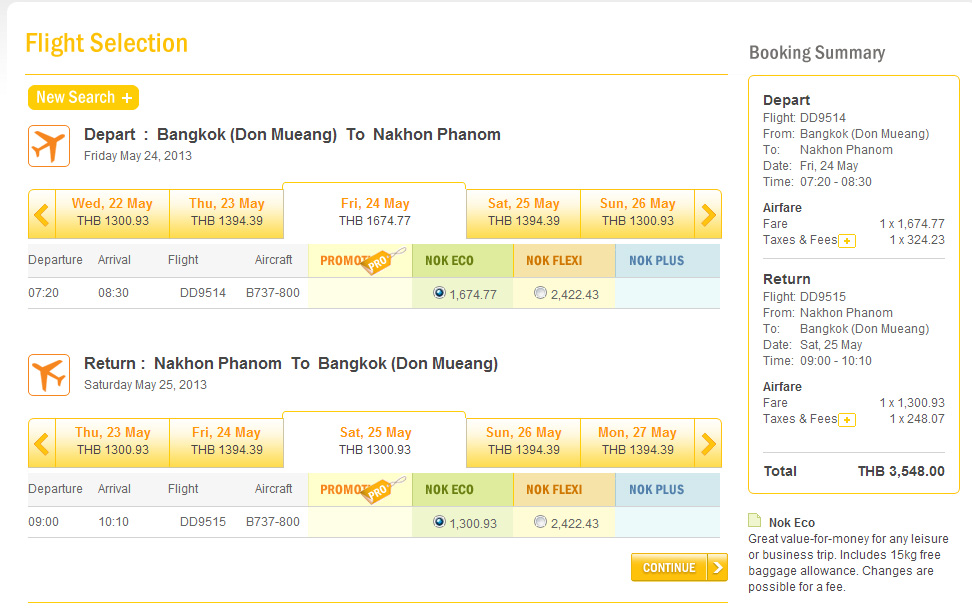 Flight Selection
New Search +
Depart : Bangkok (Don Mueang) To Nakhon Phanom
Friday May 24, 2013
Wed, 22 May Thu, 23 May Fri, 24 May Sat, 25 May Sun, 26 May
THB 1300.93 THB 1394.39 THB 1674.77 THB 1394.39 THB 1300.93
Departure Arrival Flight Aircraft PRO NOK ECO NOK FLEXI NOK PLUS
07:20 08:30 DD9514 B737-800 1,674.77 2,422.43
Return : Nakhon Phanom To Bangkok (Don Mueang)
Saturday May 25, 2013
Thu, 23 May Fri, 24 May Sat, 25 May Sun, 26 May Mon, 27 May
THB 1300.93 THB 1394.39 THB 1300.93 THB 1394.39 THB 1394.39
Departure Arrival Flight Aircraft PRO NOK ECO NOK FLEXI NOK PLUS
09:00 10:10 DD9515 B737-800 1,300.93 2,422.43
CONTINUE
Booking Summary
Depart
Flight: DD9514
From: Bangkok (Don Mueang)
To: Nakhon Phanom
Date: Fri, 24 May
Time: 07:20 - 08:30
Airfare
Fare 1 x 1,674.77
Taxes & Fees + 1 x 324.23
Return
Flight: DD9515
From: Nakhon Phanom
To: Bangkok (Don Mueang)
Date: Sat, 25 May
Time: 09:00 - 10:10
Airfare
Fare 1 x 1,300.93
Taxes & Fees + 1 x 248.07
Total THB 3,548.00
Nok Eco
Great value-for-money for any leisure
or business trip. Includes 15kg free
baggage allowance. Changes are
possible for a fee.